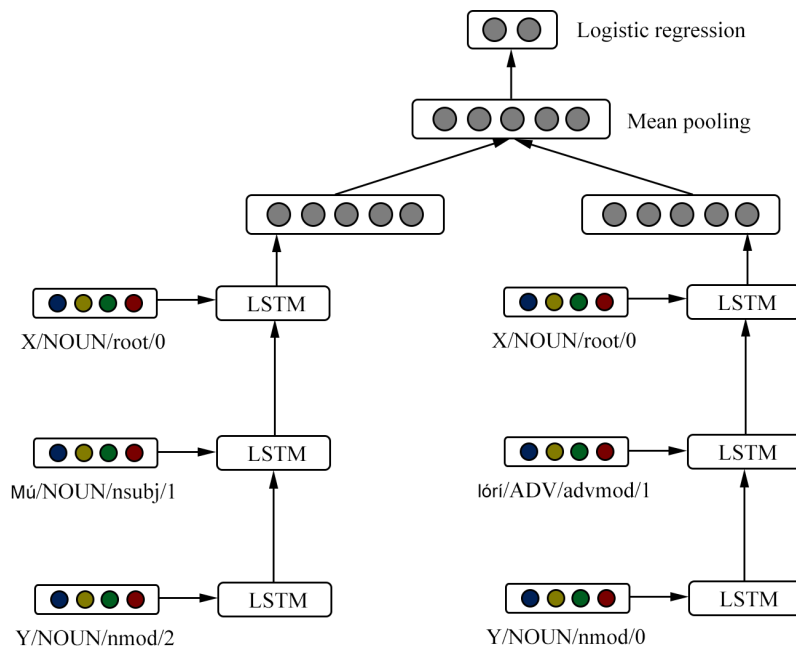 Logistic regression
Mean pooling
LSTM LSTM
X/NOUN/root/0 X/NOUN/root/0
LSTM LSTM
Mú/NOUN/nsubj/1 lórí/ADV/advmod/1
LSTM LSTM
Y/NOUN/nmod/2 Y/NOUN/nmod/0